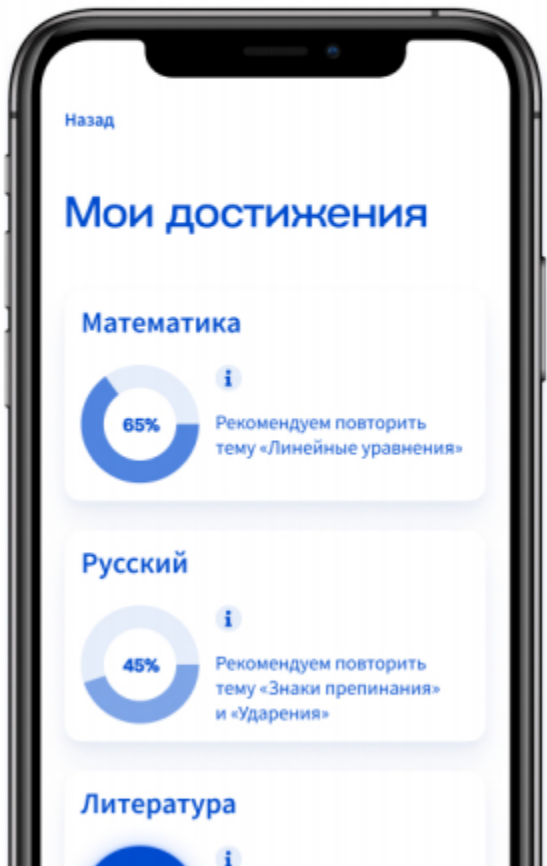 Назад
Мои достижения
Математика
i
65%
Рекомендуем повторить
тему «Линейные уравнения»
Русский
i
45%
Рекомендуем повторить
тему «Знаки препинания»
и «Ударения»
Литература
i